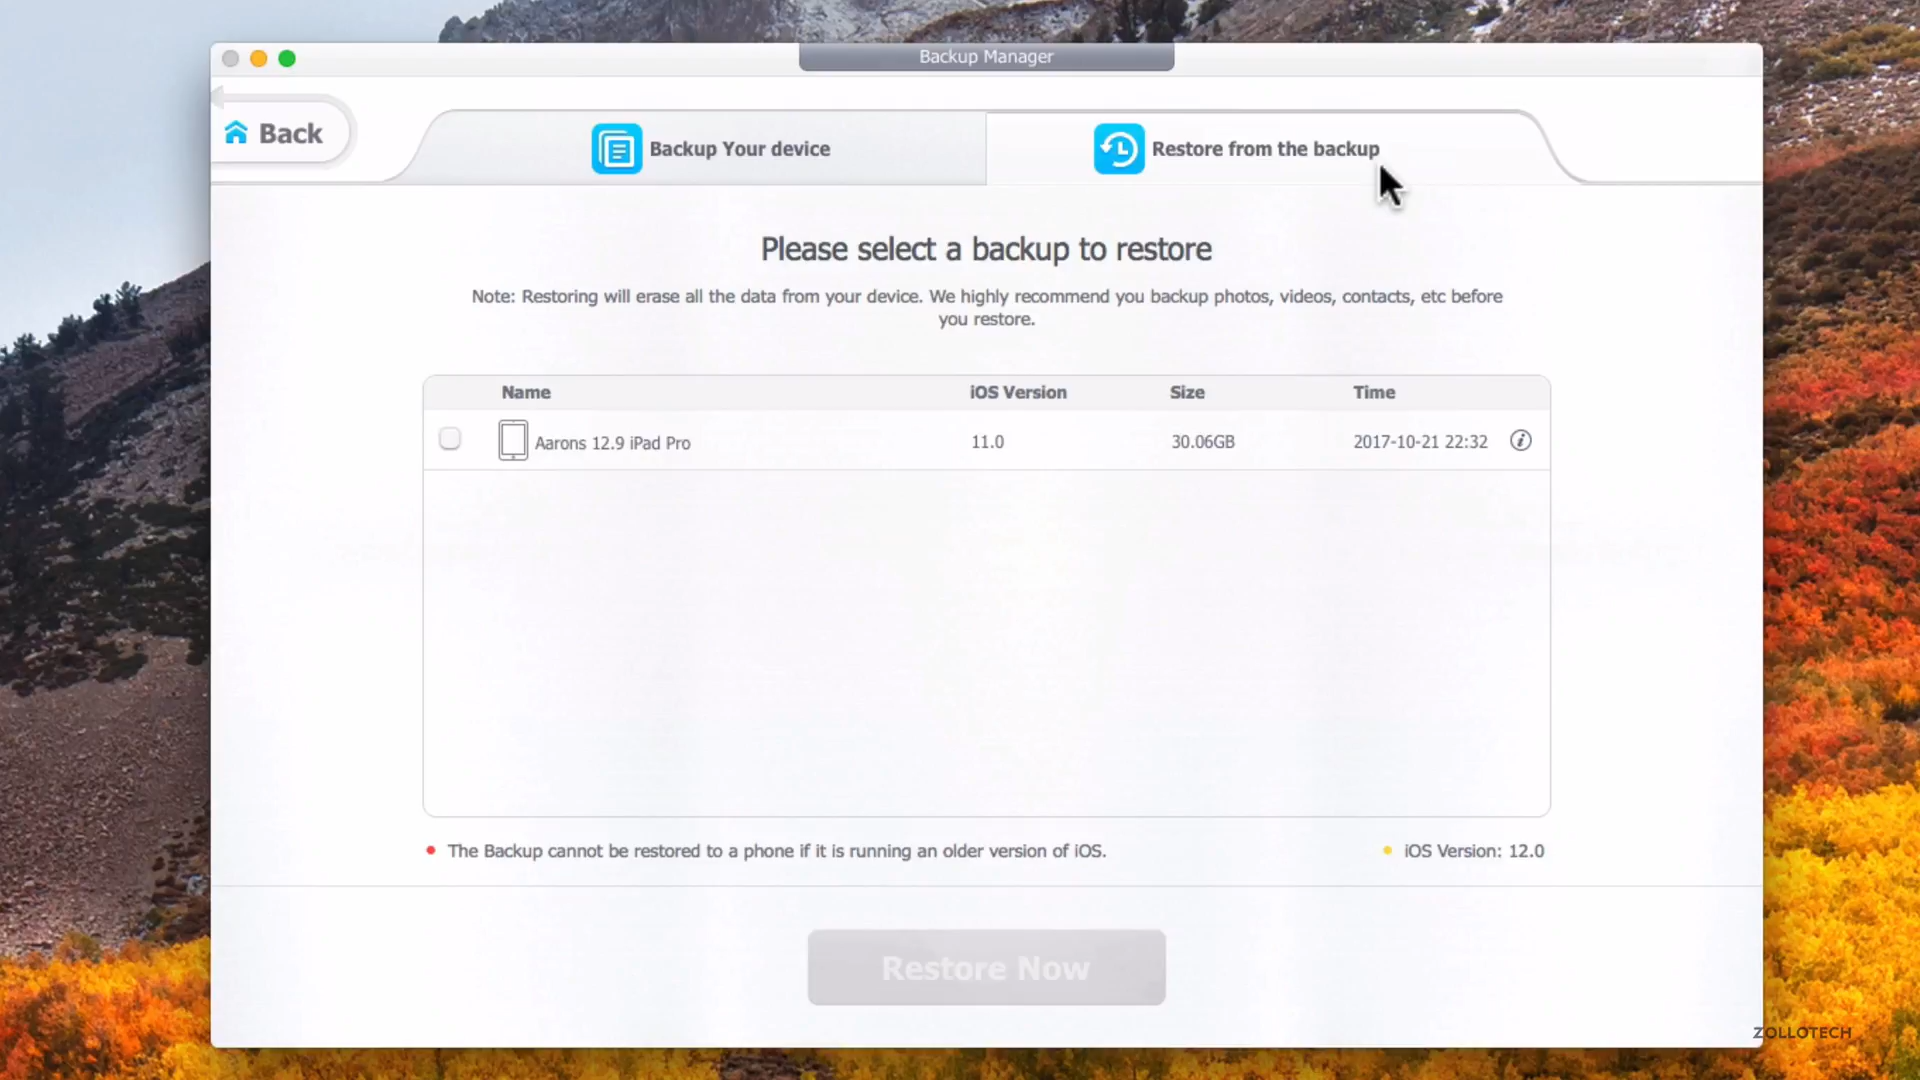 Backup Manager
Back
Backup Your device
Restore from the backup
Please select a backup to restore
Note: Restoring will erase all the data from your device. We highly recommend you backup photos, videos, contacts, etc before
you restore.
Name iOS Version Size Time
Aarons 12.9 iPad Pro 11.0 30.06GB 2017-10-21 22:32
The Backup cannot be restored to a phone if it is running an older version of iOS.
iOS Version: 12.0
Restore Now
ZOLLOTECH